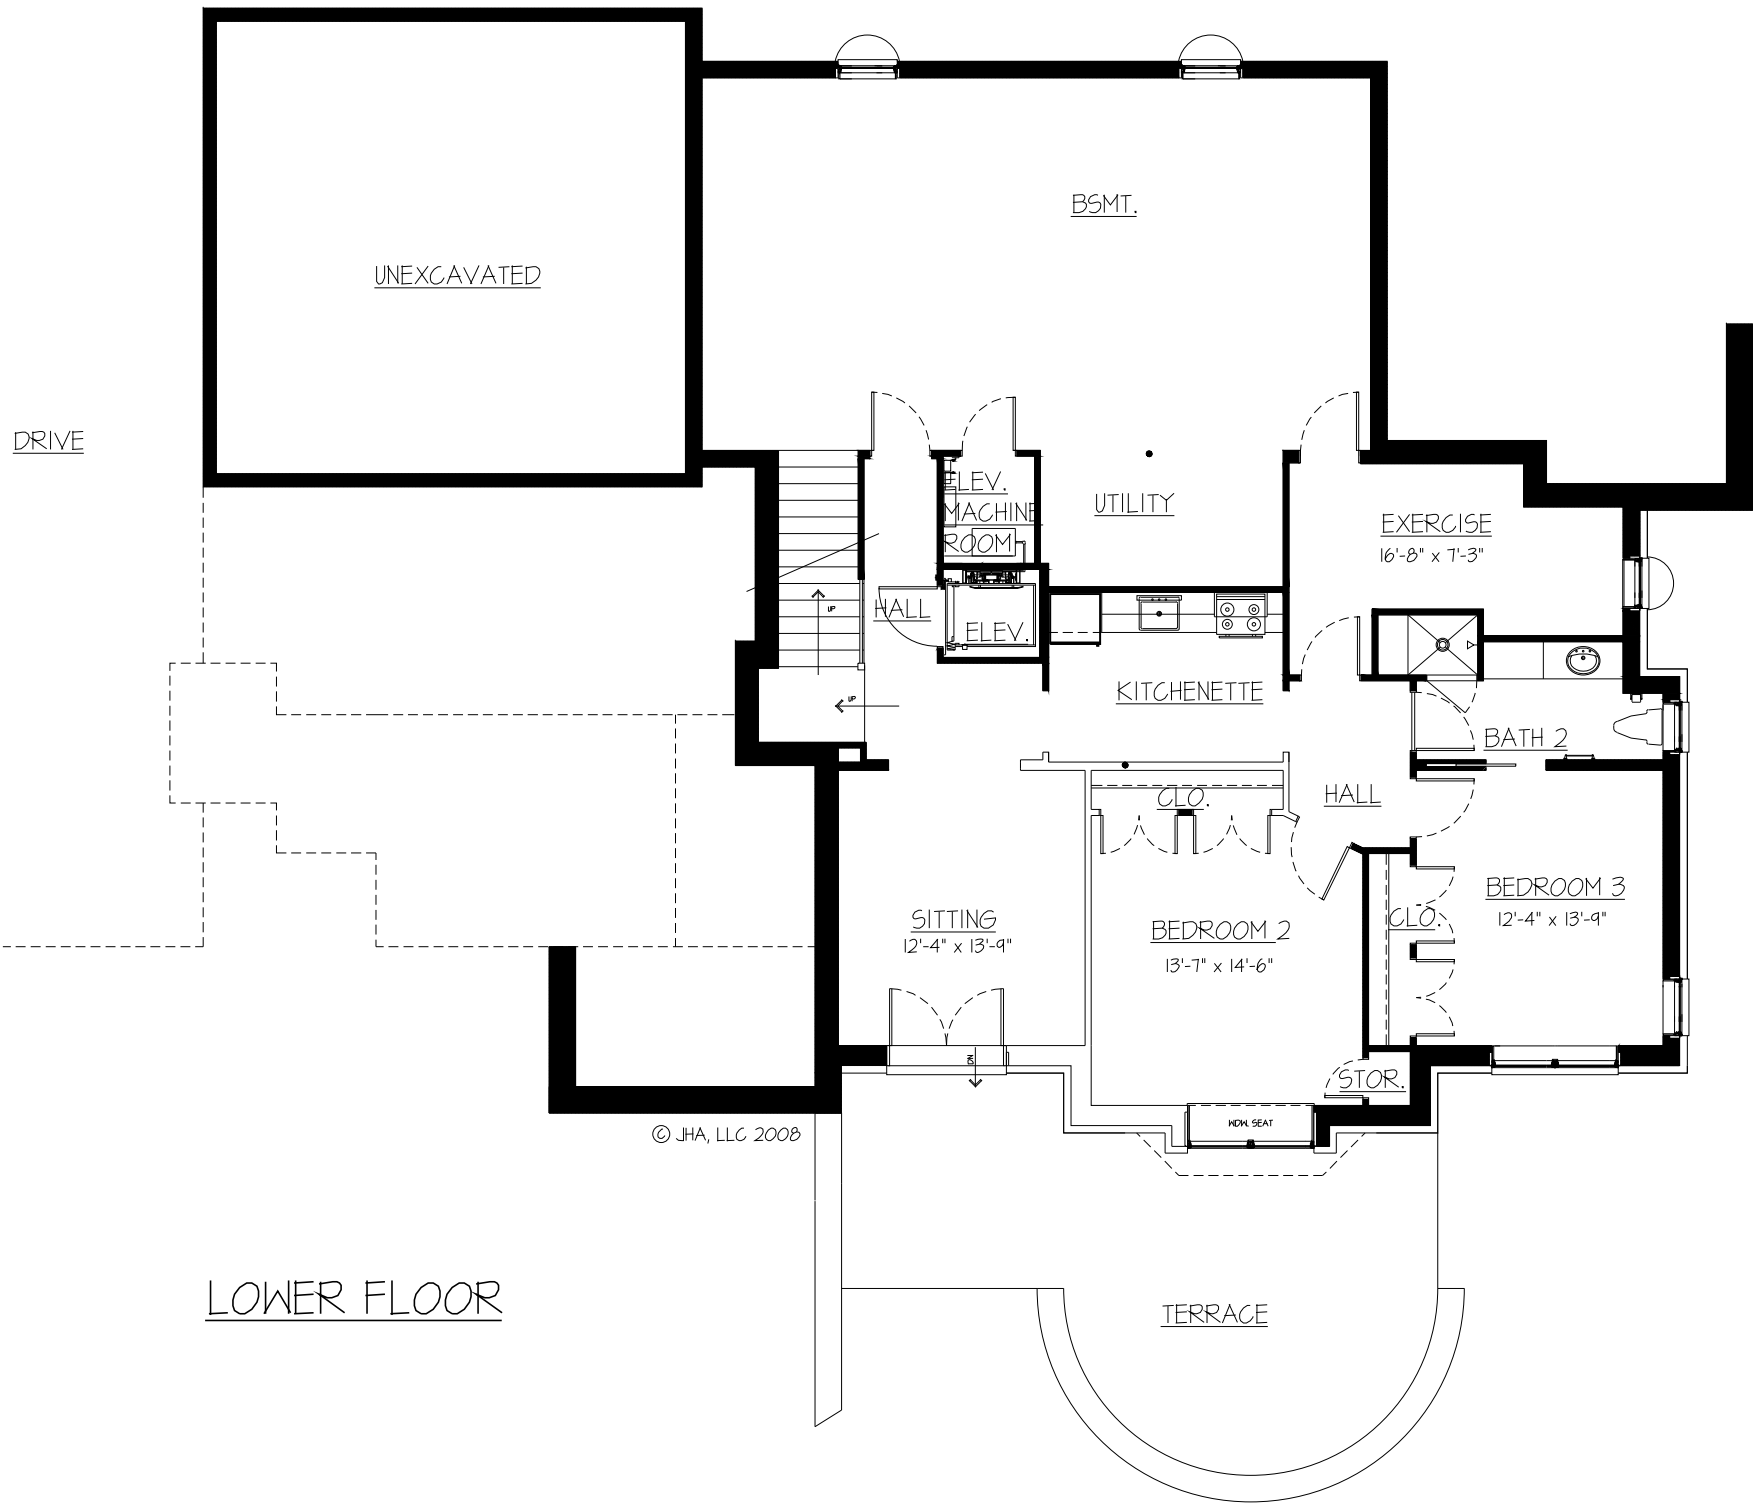 BSMT.
UNEXCAVATED
DRIVE
ELEV.
MACHINE
ROOM
UTILITY
EXERCISE
16'-8" x 7'-3"
UP
HALL
ELEV.
KITCHENETTE
UP
BATH 2
CLO.
HALL
BEDROOM 3
12'-4" x 13'-9"
CLO.
SITTING
12'-4" x 13'-9"
BEDROOM 2
13'-7" x 14'-6"
DN
STOR.
WDW. SEAT
© JHA, LLC 2008
LOWER FLOOR
TERRACE